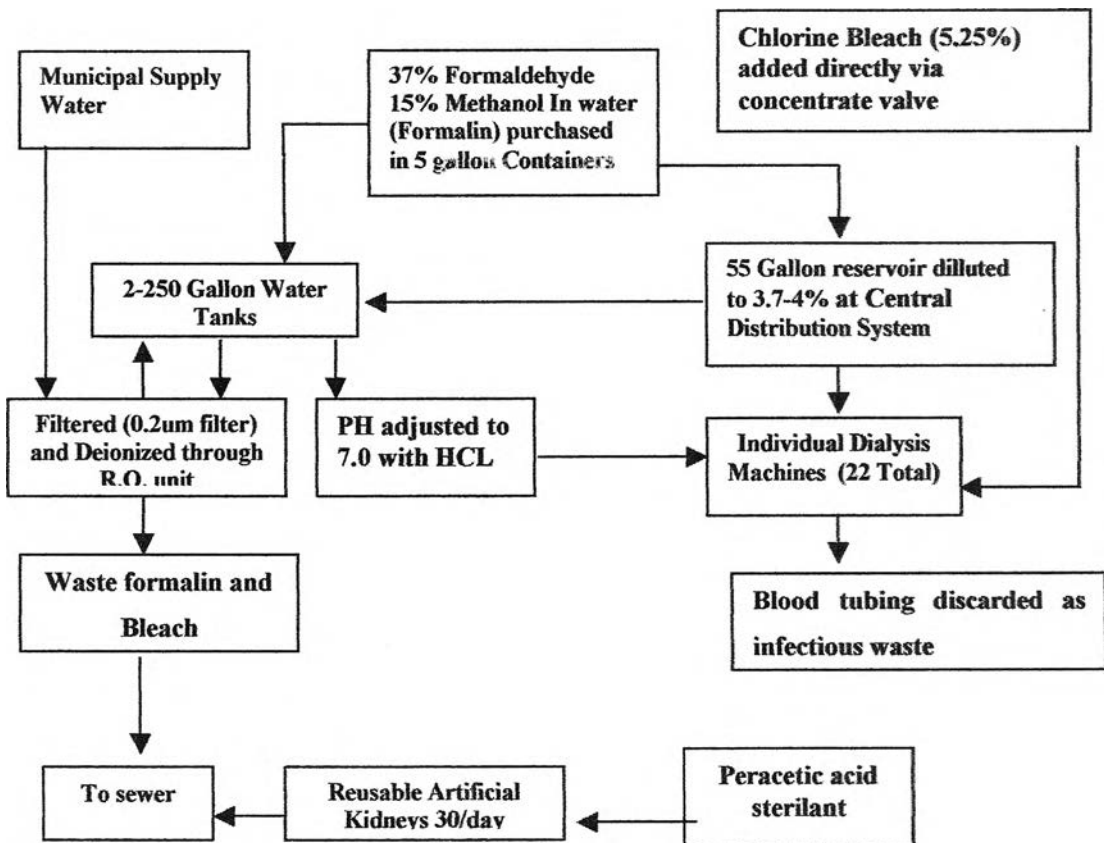 Municipal Supply
Water
37% Formaldehyde
15% Methanol In water
(Formalin) purchased
in 5 gallon Containers
Chlorine Bleach (5.25%)
added directly via
concentrate valve
2-250 Gallon Water
Tanks
55 Gallon reservoir dilluted
to 3.7-4% at Central
Distribution System
Filtered (0.2um filter)
and Deionized through
R.O. unit
PH adjusted to
7.0 with HCL
Individual Dialysis
Machines (22 Total)
Waste formalin and
Bleach
Blood tubing discarded as
infectious waste
To sewer
Reusable Artificial
Kidneys 30/day
Peracetic acid
sterilant